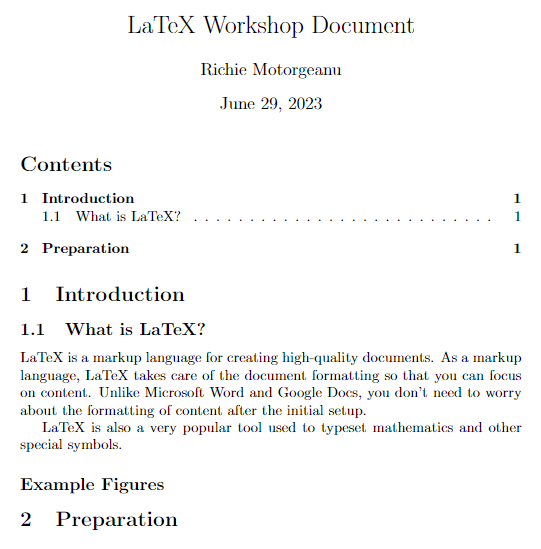 LaTeX Workshop Document
Richie Motorgeanu
June 29, 2023
Contents
1 Introduction 1
1.1 What is LaTeX? . . . . . . . . . . . . . . . . . . . . . . . . . . . 1
2 Preparation 1
1 Introduction
1.1 What is LaTeX?
LaTeX is a markup language for creating high-quality documents. As a markup
language, LaTeX takes care of the document formatting so that you can focus
on content. Unlike Microsoft Word and Google Docs, you don't need to worry
about the formatting of content after the initial setup.
LaTeX is also a very popular tool used to typeset mathematics and other
special symbols.
Example Figures
2 Preparation